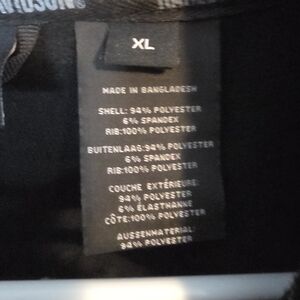 XL
MADE IN BANGLADESH
SHELL: 94% POLYESTER
6% SPANDEX
RIB:100% POLYESTER
BUITENLAAG:94% POLYESTER
6% SPANDEX
RIB:100% POLYESTER
COUCHE EXTÉRIEURE:
94% POLYESTER
6% ÉLASTHANNE
CÔTE:100% POLYESTER
AUSSENMATERIAL:
94% POLYESTER